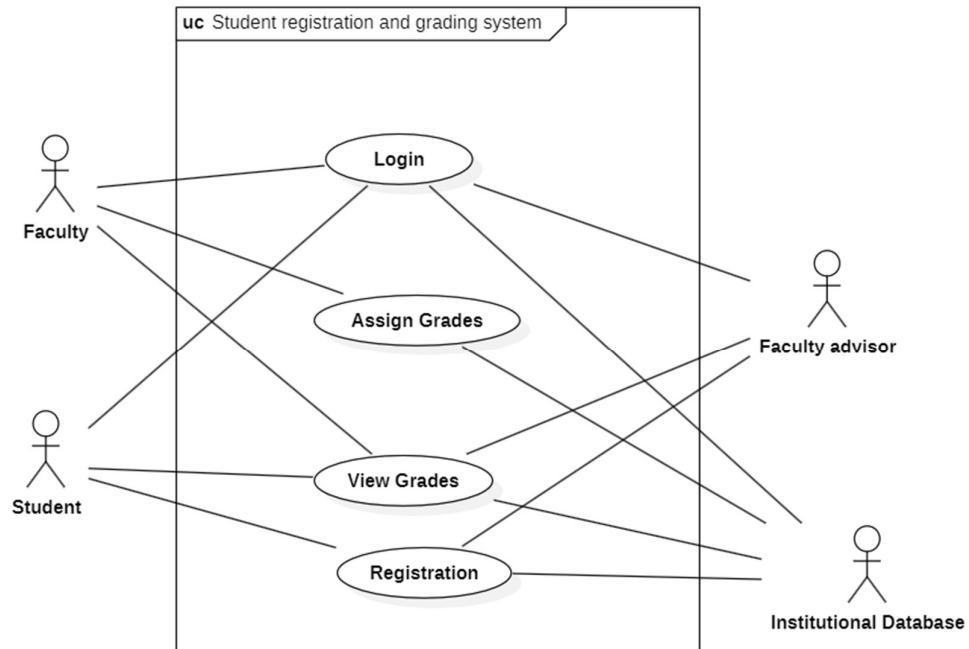 uc Student registration and grading system
Login
Faculty
Assign Grades
Faculty advisor
View Grades
Student
Registration
Institutional Database